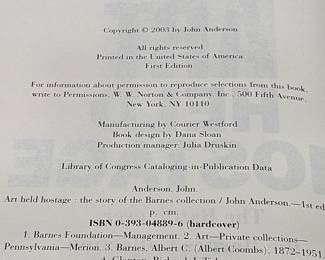 Copyright © 2003 by John Anderson
All rights reserved
Printed in the United States of America
First Edition
For information about permission to reproduce selections from this book,
write to Permissions, W. W. Norton & Company, Inc., 500 Fifth Avenue,
New York, NY 10110
Manufacturing by Courier Westford
Book design by Dana Sloan
Production manager: Julia Druskin
Library of Congress Cataloging-in-Publication Data
Anderson, John.
Art held hostage : the story of the Barnes collection / John Anderson.—1st ed
p. cm.
ISBN 0-393-04889-6 (hardcover)
1. Barnes Foundation—Management. 2. Art—Private collections—
Pennsylvania—Merion. 3. Barnes, Albert C. (Albert Coombs), 1872-1951